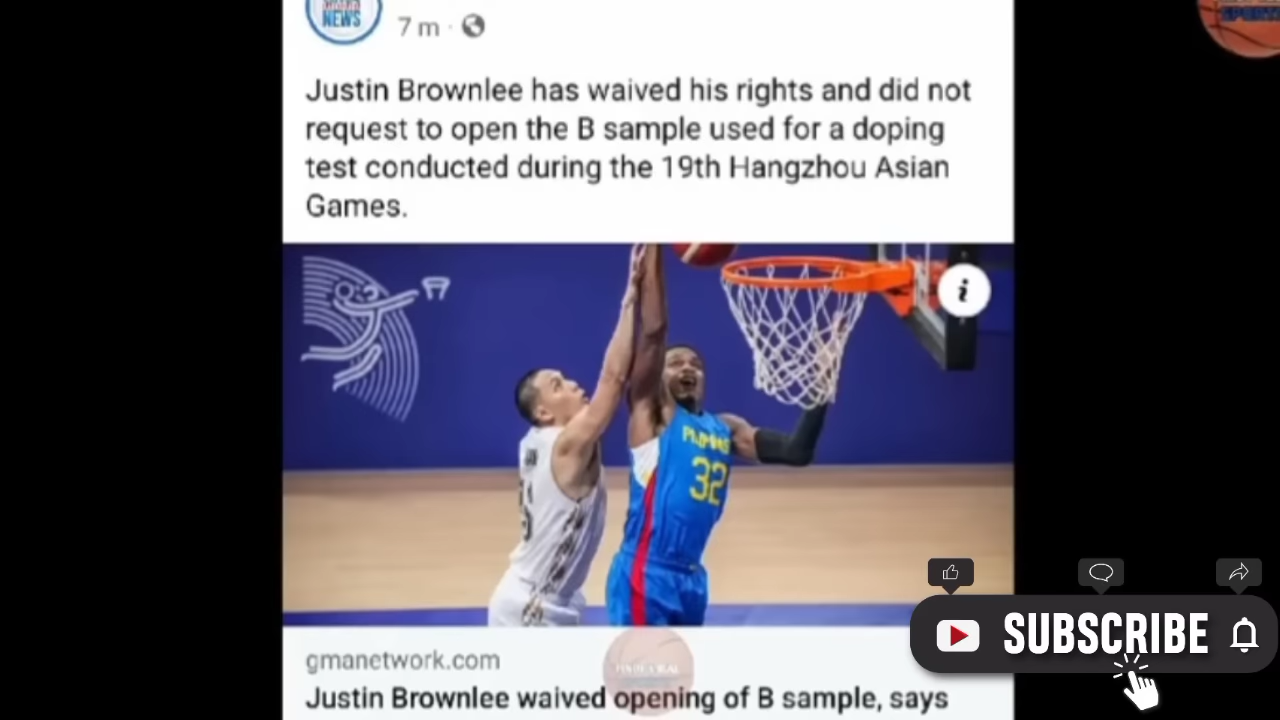 NEWS
7 m ·
Justin Brownlee has waived his rights and did not
request to open the B sample used for a doping
test conducted during the 19th Hangzhou Asian
Games.
i
32
SUBSCRIBE
gmanetwork.com
Justin Brownlee waived opening of B sample, says